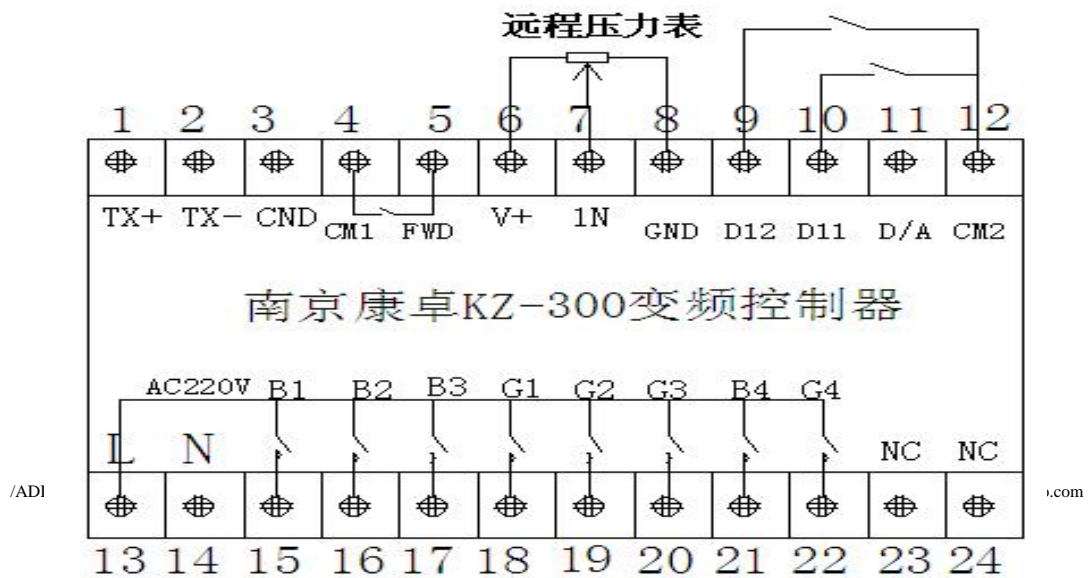 远程压力表
1 2 3 4 5 6 7 8 9 10 11 12
TX+ TX- CND CM1 FWD V+ 1N GND D12 D11 D/A CM2
南京康卓KZ-300变频控制器
AC220V B1 B2 B3 G1 G2 G3 B4 G4
L N NC NC
13 14 15 16 17 18 19 20 21 22 23 24
.com